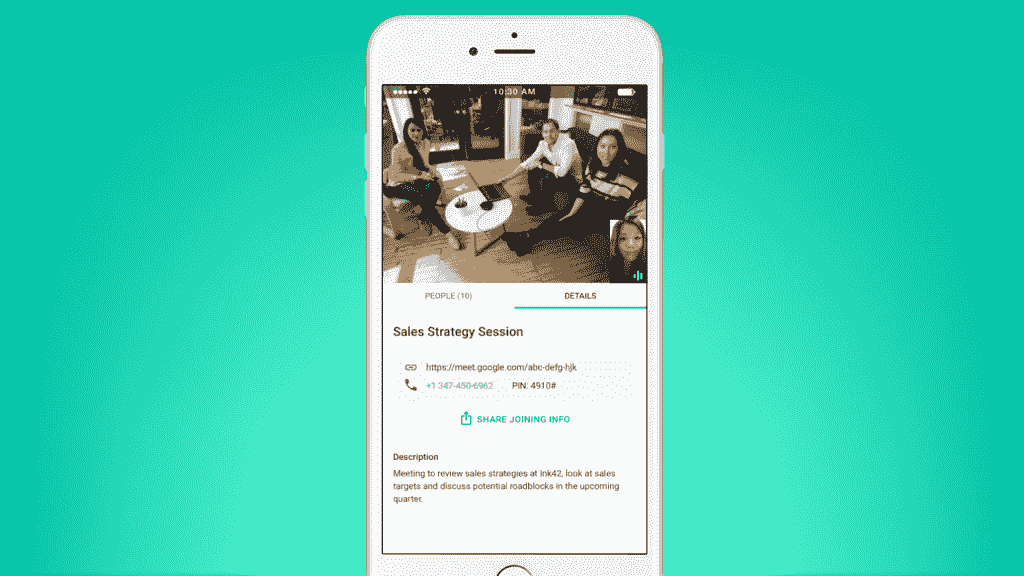 10:30 AM
PEOPLE (10)
DETAILS
Sales Strategy Session
https://meet.google.com/abc-defg-hjk
+1 347-450-6962 PIN: 4910#
SHARE JOINING INFO
Description
Meeting to review sales strategies at Ink42, look at sales
targets and discuss potential roadblocks in the upcoming
quarter.